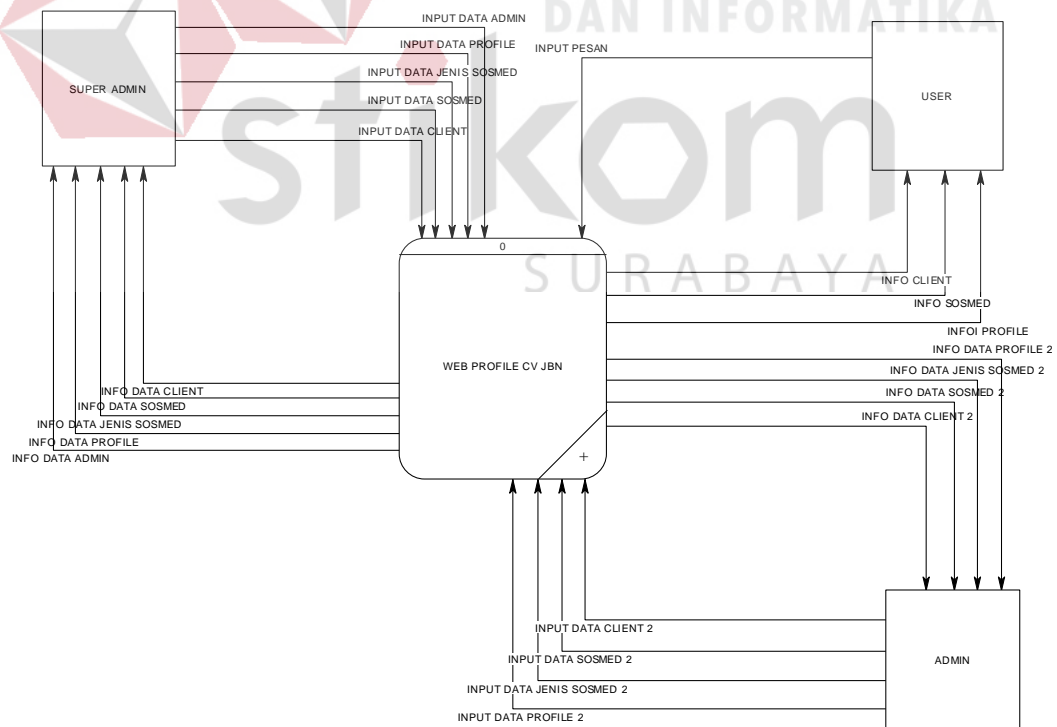 DAN INFORMATIKA
stikom
SURABAYA
INPUT DATA ADMIN
INPUT DATA PROFILE
INPUT DATA JENIS SOSMED
INPUT DATA SOSMED
INPUT DATA CLIENT
INPUT PESAN
SUPER ADMIN
USER
0
WEB PROFILE CV JBN
+
INFO CLIENT
INFO SOSMED
INFOI PROFILE
INFO DATA PROFILE 2
INFO DATA JENIS SOSMED 2
INFO DATA SOSMED 2
INFO DATA CLIENT 2
INFO DATA CLIENT
INFO DATA SOSMED
INFO DATA JENIS SOSMED
INFO DATA PROFILE
INFO DATA ADMIN
INPUT DATA CLIENT 2
INPUT DATA SOSMED 2
INPUT DATA JENIS SOSMED 2
INPUT DATA PROFILE 2
ADMIN